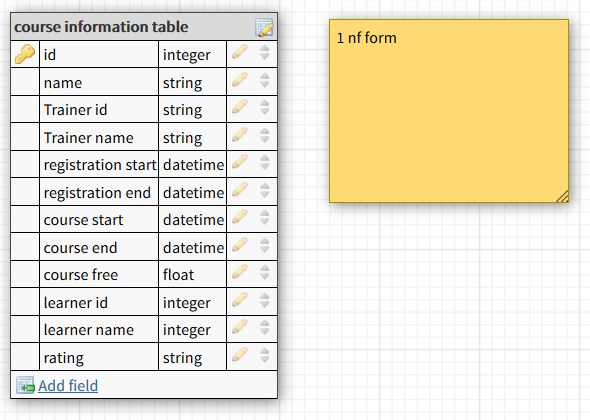 course information table
id integer
name string
Trainer id string
Trainer name string
registration start datetime
registration end datetime
course start datetime
course end datetime
course free float
learner id integer
learner name integer
rating string
Add field
1 nf form